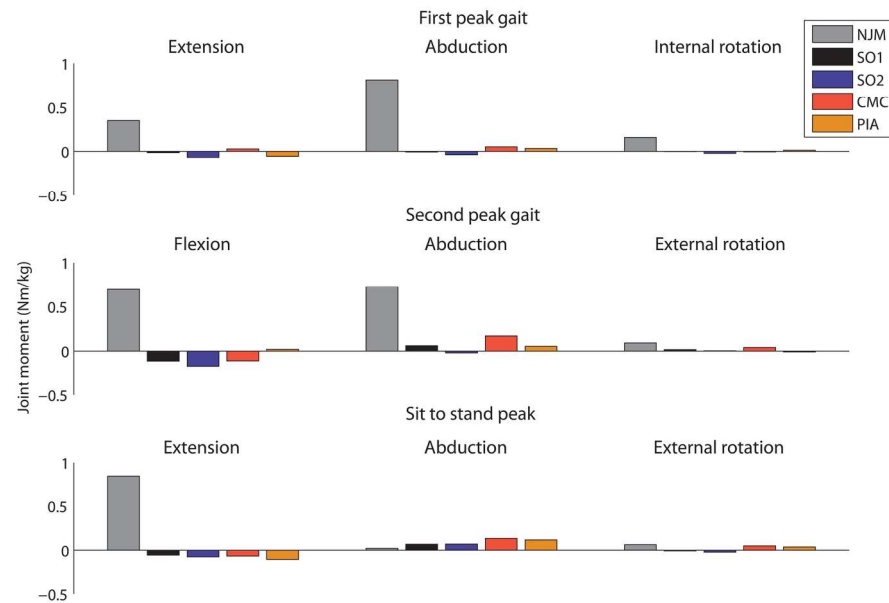 First peak gait
Extension
Abduction
Internal rotation
NJM
SO1
SO2
CMC
PIA
1
0.5
0
−0.5
Second peak gait
Flexion
Abduction
External rotation
1
0.5
0
−0.5
Joint moment (Nm/kg)
Sit to stand peak
Extension
Abduction
External rotation
1
0.5
0
−0.5